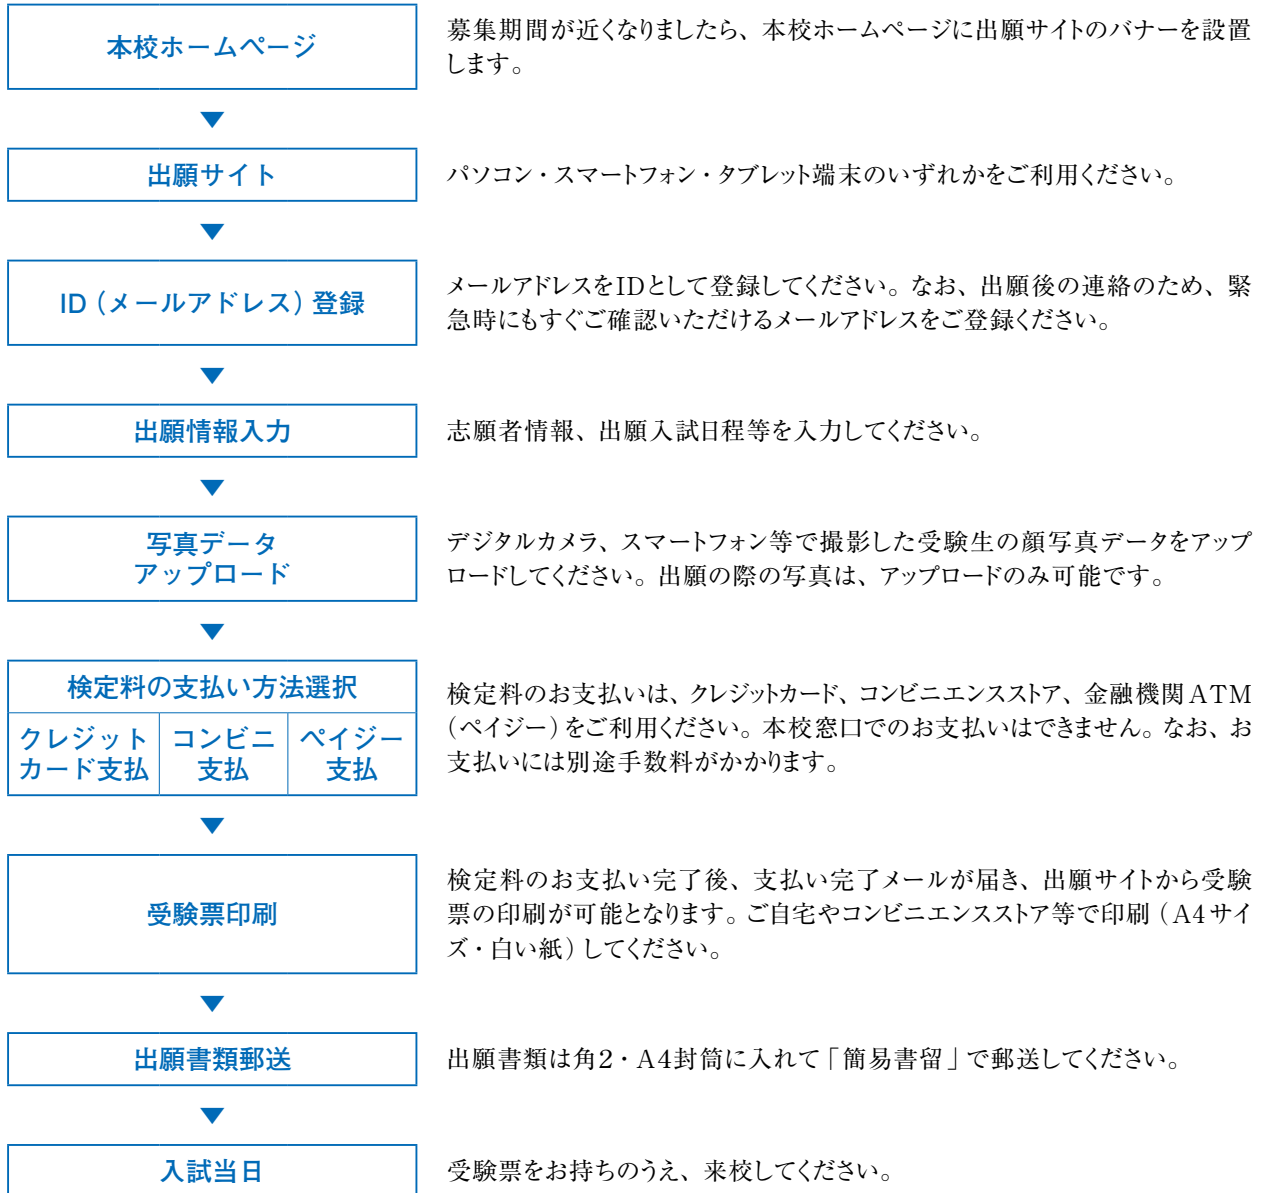 本校ホームページ
募集期間が近くなりましたら、本校ホームページに出願サイトのバナーを設置
します。
▼
出願サイト
パソコン・スマートフォン・タブレット端末のいずれかをご利用ください。
▼
ID（メールアドレス）登録
メールアドレスをIDとして登録してください。なお、出願後の連絡のため、緊
急時にもすぐご確認いただけるメールアドレスをご登録ください。
▼
出願情報入力
志願者情報、出願入試日程等を入力してください。
▼
写真データ
アップロード
デジタルカメラ、スマートフォン等で撮影した受験生の顔写真データをアップ
ロードしてください。出願の際の写真は、アップロードのみ可能です。
▼
検定料の支払い方法選択
クレジット
カード支払
コンビニ
支払
ペイジー
支払
検定料のお支払いは、クレジットカード、コンビニエンスストア、金融機関ATM
（ペイジー）をご利用ください。本校窓口でのお支払いはできません。なお、お
支払いには別途手数料がかかります。
▼
受験票印刷
検定料のお支払い完了後、支払い完了メールが届き、出願サイトから受験
票の印刷が可能となります。ご自宅やコンビニエンスストア等で印刷（A4サイ
ズ・白い紙）してください。
▼
出願書類郵送
出願書類は角2・A4封筒に入れて「簡易書留」で郵送してください。
▼
入試当日
受験票をお持ちのうえ、来校してください。